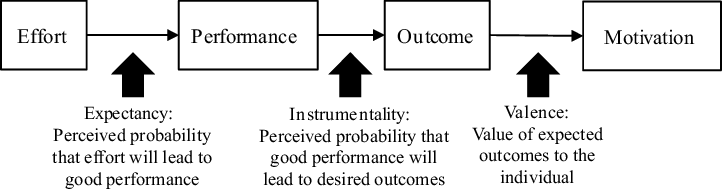 Effort
Performance
Outcome
Motivation
Expectancy:
Perceived probability
that effort will lead to
good performance
Instrumentality:
Perceived probability that
good performance will
lead to desired outcomes
Valence:
Value of expected
outcomes to the
individual